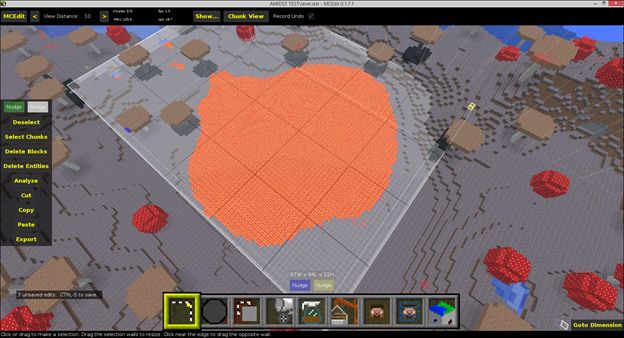 AMIDST TEST\level.dat - MCEdit 0.1.7.1
MCEdit < View Distance: 10 > Show... Chunk View Record Undo
Nudge Nudge
Deselect
Select Chunks
Delete Blocks
Delete Entities
Analyze
Cut
Copy
Paste
Export
67W x 94L x 22H
Nudge Nudge
3 unsaved edits. CTRL-S to save.
Goto Dimension
Click or drag to make a selection. Drag the selection walls to resize. Click near the edge to drag the opposite wall.